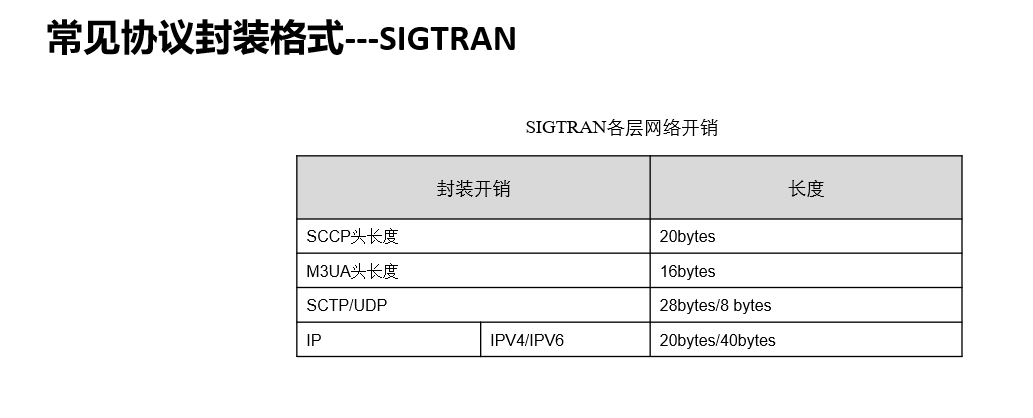 常见协议封装格式---SIGTRAN
SIGTRAN各层网络开销
封装开销 长度
SCCP头长度 20bytes
M3UA头长度 16bytes
SCTP/UDP 28bytes/8 bytes
IP IPV4/IPV6 20bytes/40bytes